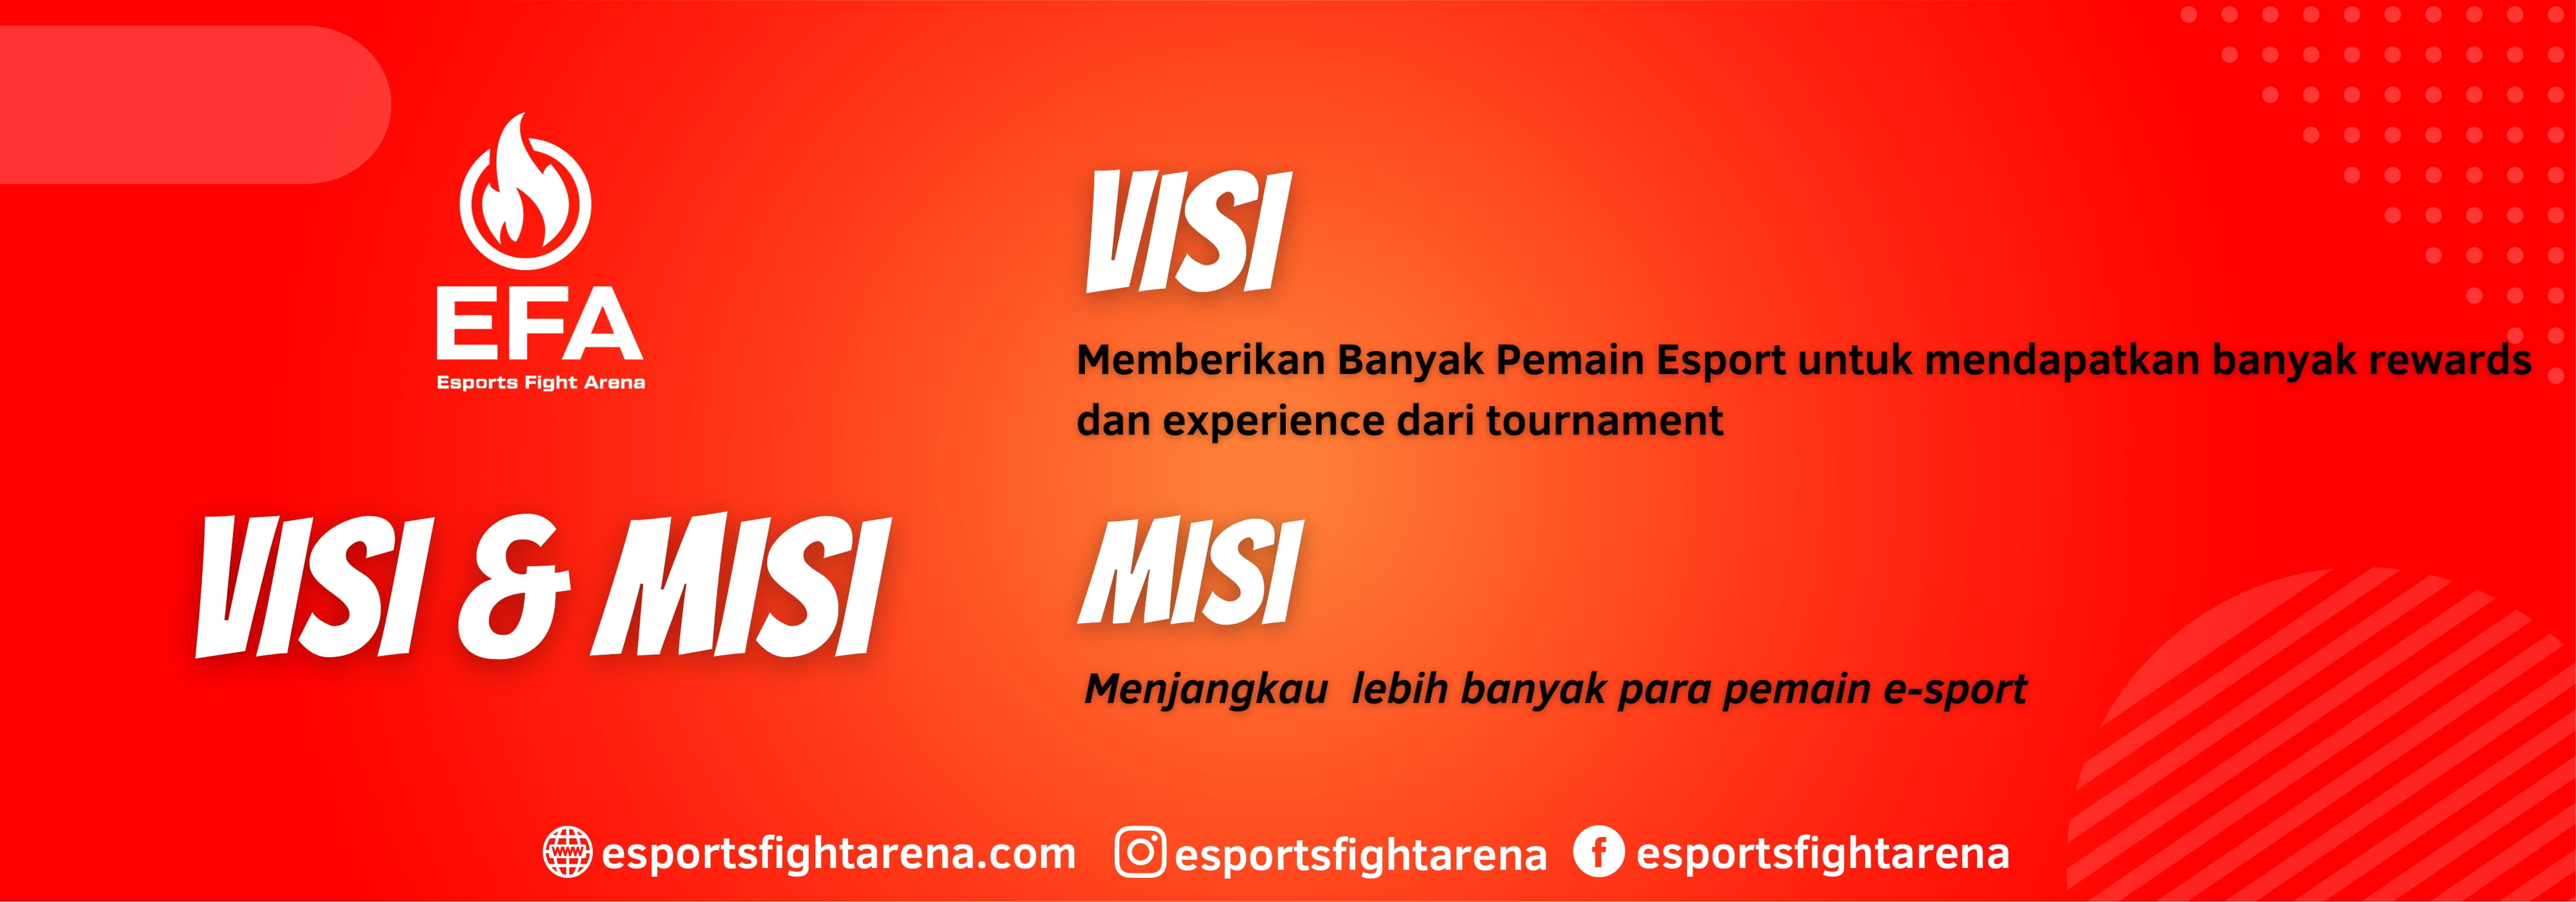 EFA
Esports Fight Arena
VISI & MISI
VISI
Memberikan Banyak Pemain Esport untuk mendapatkan banyak rewards
dan experience dari tournament
MISI
Menjangkau  lebih banyak para pemain e-sport
www esportsfightarena.com
esportsfightarena
f esportsfightarena